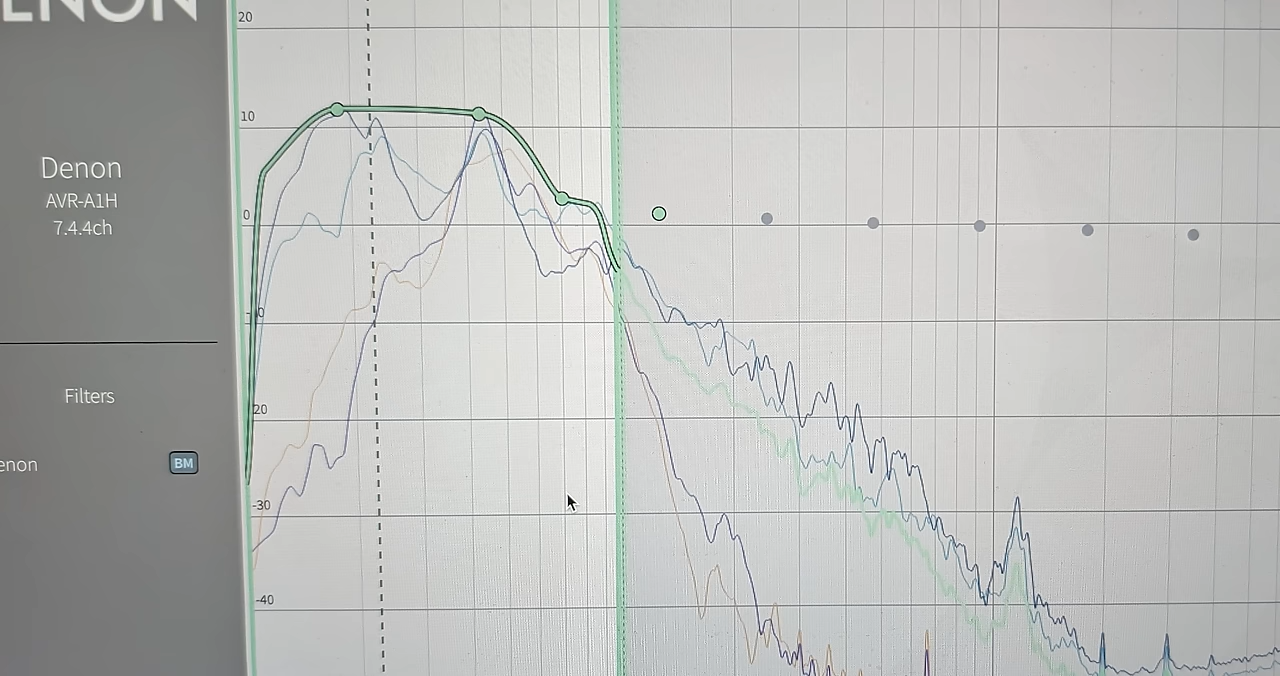 ENON
Denon
AVR-A1H
7.4.4ch
Filters
enon
BM
20
10
0
-10
20
-30
-40